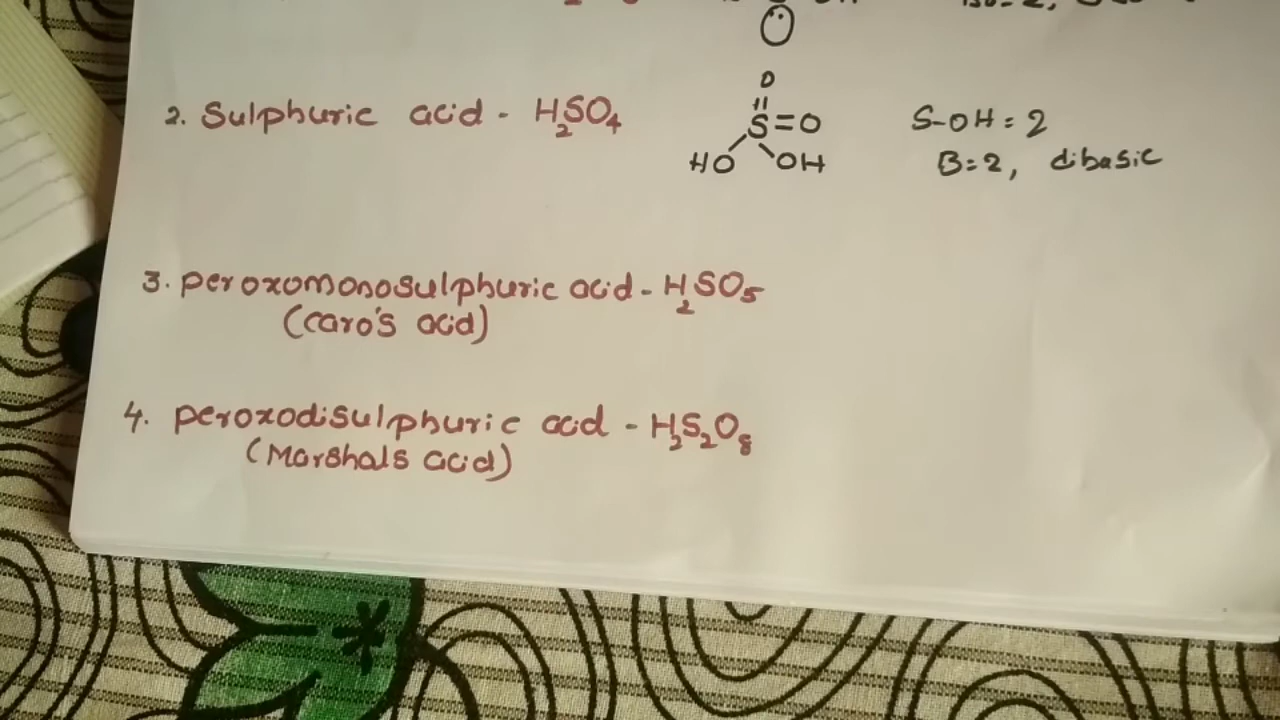 2. Sulphuric acid - H₂SO₄
O
S=O
HO OH
S-OH = 2
B=2, dibasic
3. peroxomonosulphuric acid - H₂SO₅
(caro's acid)
4. peroxodisulphuric acid - H₂S₂O₈
(Marshals acid)